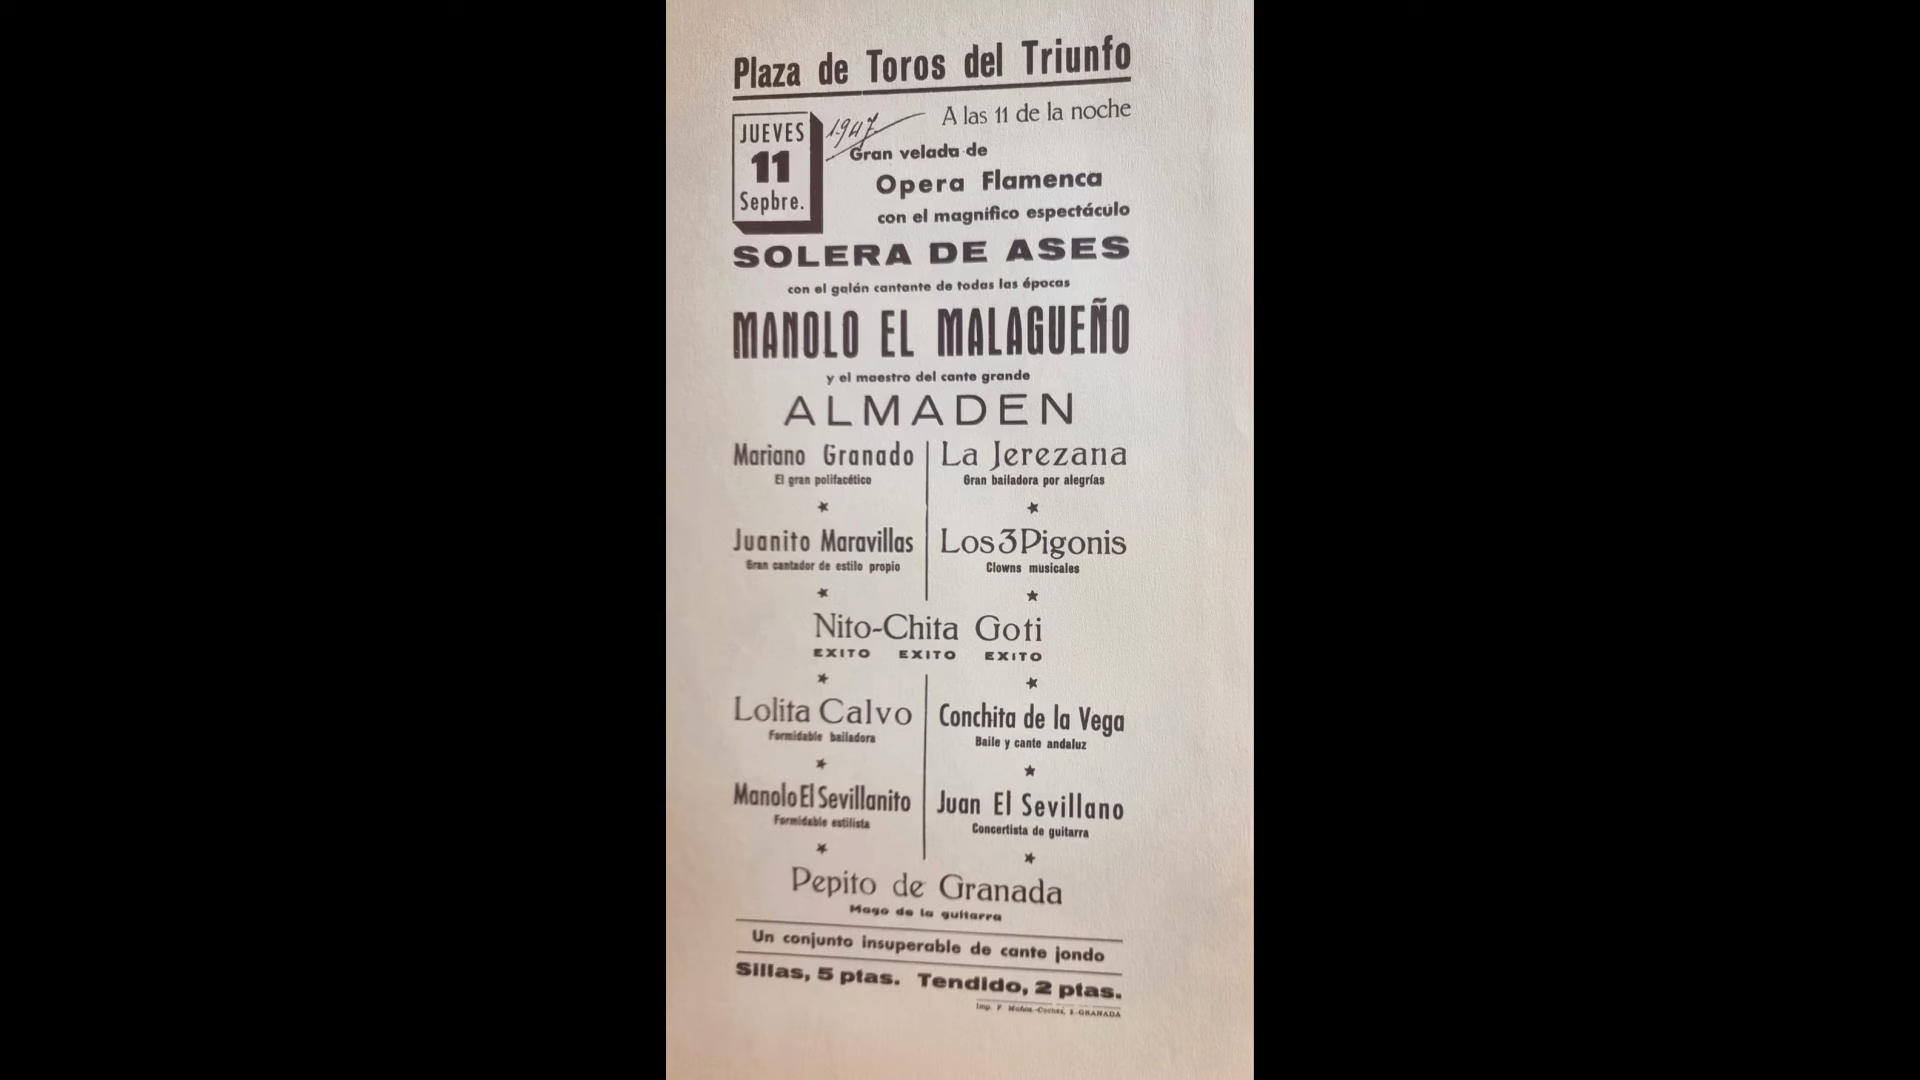 Plaza de Toros del Triunfo
JUEVES
11
Sepbre.
1947
A las 11 de la noche
Gran velada de
Opera Flamenca
con el magnífico espectáculo
SOLERA DE ASES
con el galán cantante de todas las épocas
MANOLO EL MALAGUEÑO
y el maestro del cante grande
ALMADEN
Mariano Granado
El gran polifacético
La Jerezana
Gran bailadora por alegrías
Juanito Maravillas
Gran cantador de estilo propio
Los 3 Pigonis
Clowns musicales
Nito-Chita Goti
EXITO EXITO EXITO
Lolita Calvo
Formidable bailadora
Conchita de la Vega
Baile y cante andaluz
Manolo El Sevillanito
Formidable estilista
Juan El Sevillano
Concertista de guitarra
Pepito de Granada
Mago de la guitarra
Un conjunto insuperable de cante jondo
Sillas, 5 ptas. Tendido, 2 ptas.
Imp. F. Muñoz.-Coches, -GRANADA